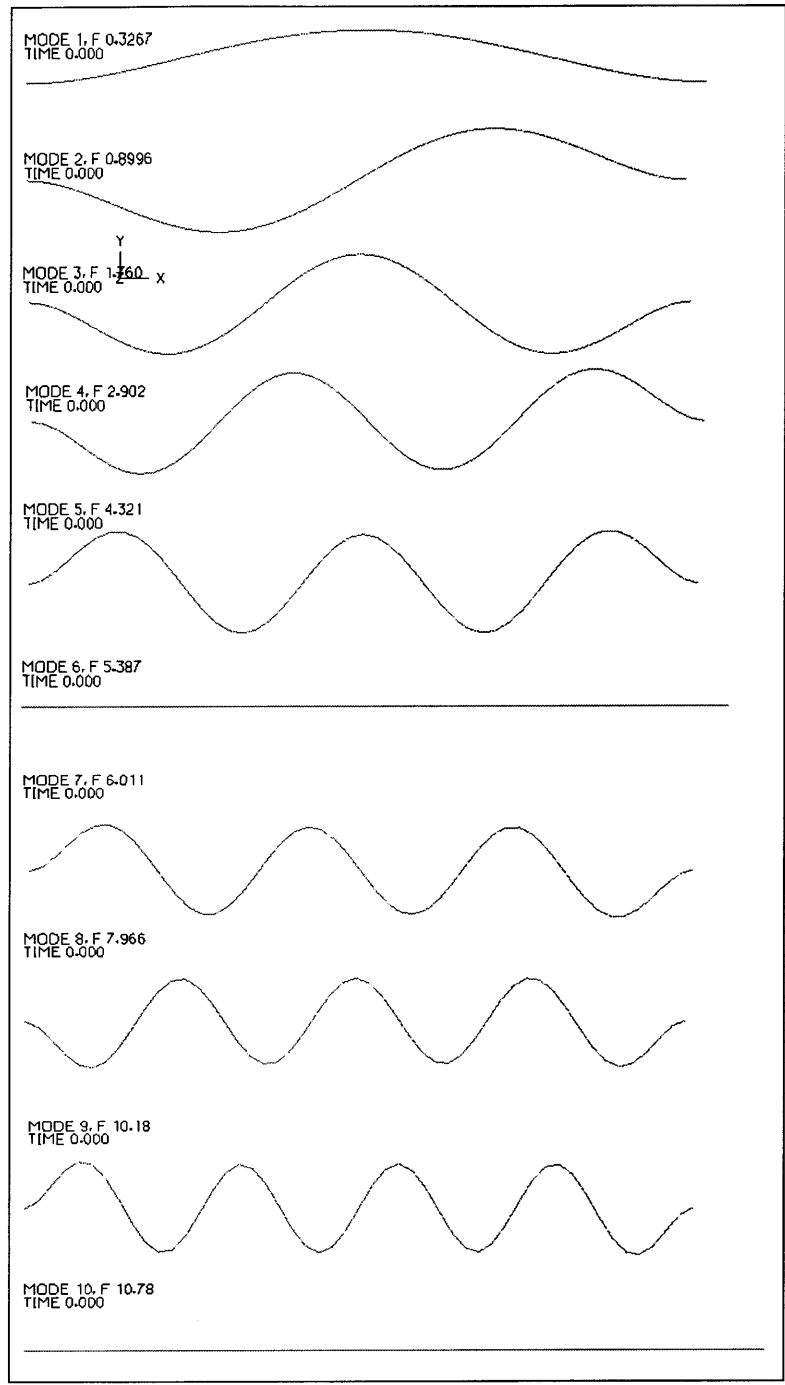 MODE 1, F 0.3267
TIME 0.000
MODE 2, F 0.8996
TIME 0.000
Y
MODE 3, F 1.760
Z X
TIME 0.000
MODE 4, F 2.902
TIME 0.000
MODE 5, F 4.321
TIME 0.000
MODE 6, F 5.387
TIME 0.000
MODE 7, F 6.011
TIME 0.000
MODE 8, F 7.966
TIME 0.000
MODE 9, F 10.18
TIME 0.000
MODE 10, F 10.78
TIME 0.000